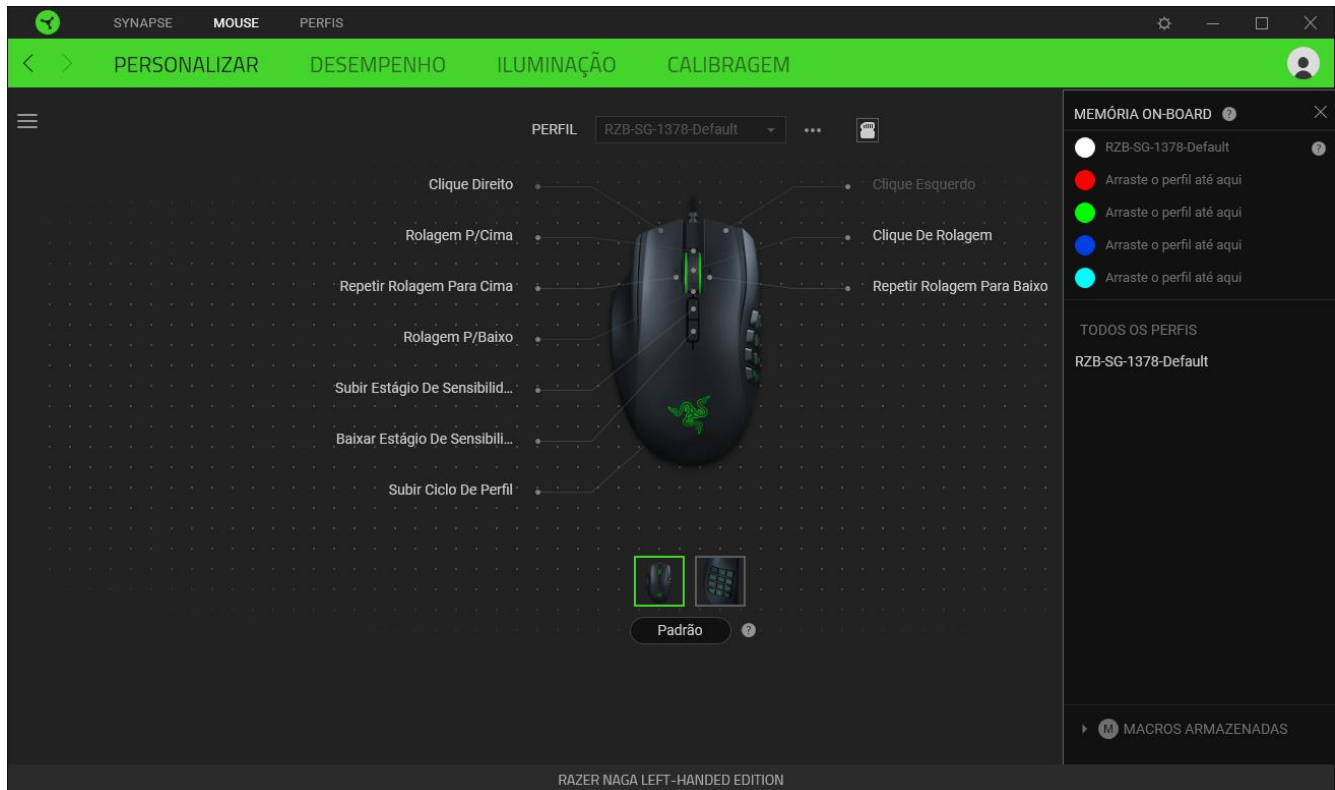 SYNAPSE MOUSE PERFIS
PERSONALIZAR DESEMPENHO ILUMINAÇÃO CALIBRAGEM
PERFIL RZB-SG-1378-Default
Clique Direito
Rolagem P/Cima
Repetir Rolagem Para Cima
Rolagem P/Baixo
Subir Estágio De Sensibilid...
Baixar Estágio De Sensibili...
Subir Ciclo De Perfil
Clique Esquerdo
Clique De Rolagem
Repetir Rolagem Para Baixo
Padrão ?
MEMÓRIA ON-BOARD ?
RZB-SG-1378-Default ?
Arraste o perfil até aqui
Arraste o perfil até aqui
Arraste o perfil até aqui
Arraste o perfil até aqui
TODOS OS PERFIS
RZB-SG-1378-Default
M MACROS ARMAZENADAS
RAZER NAGA LEFT-HANDED EDITION